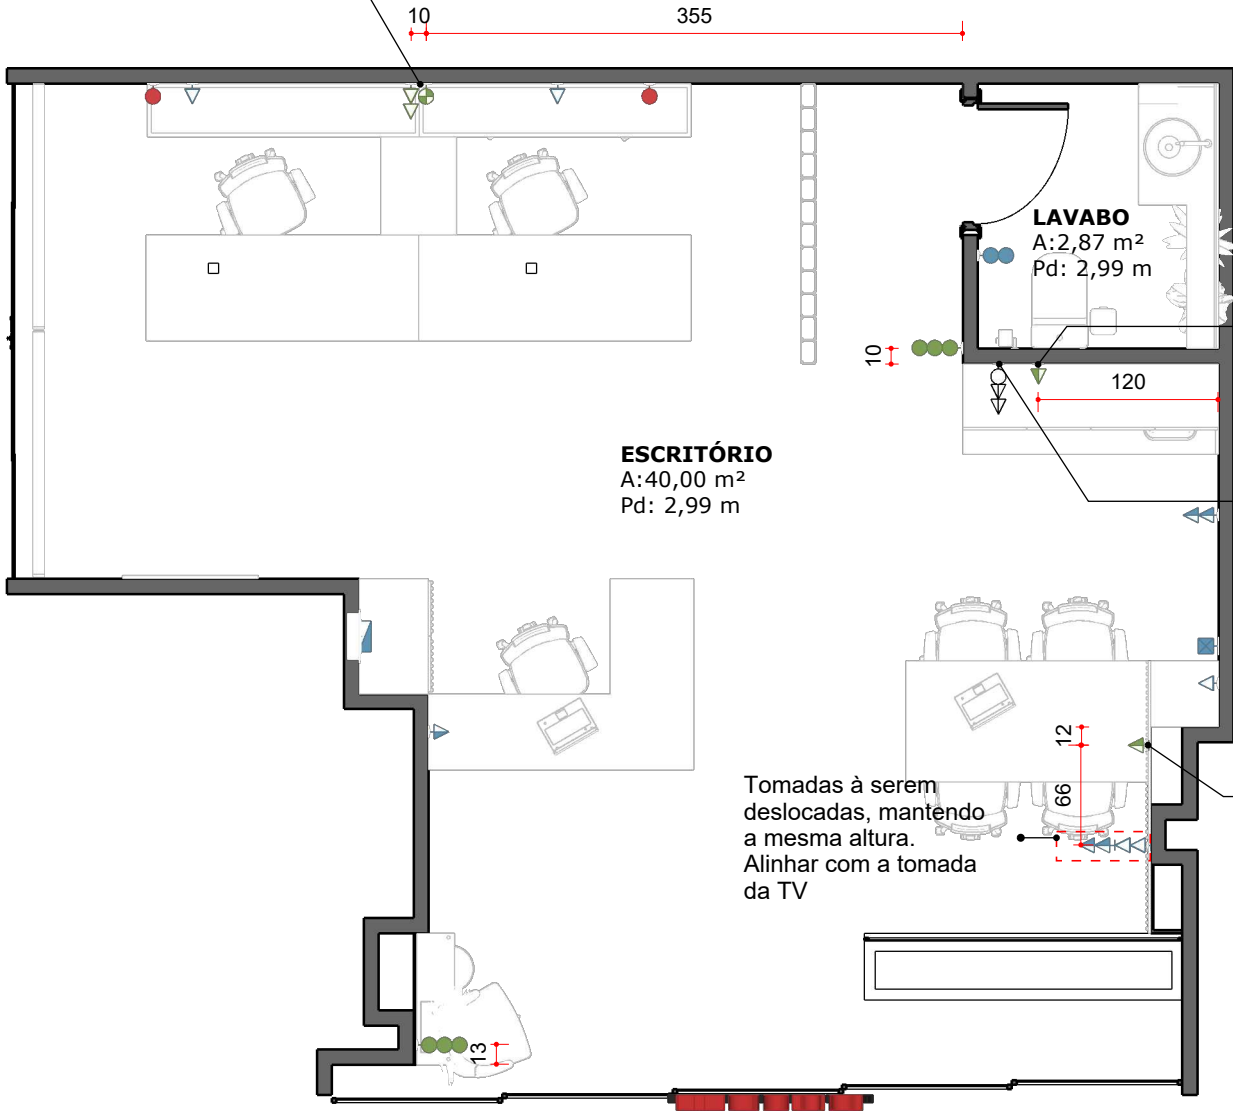 10
355
LAVABO
A:2,87 m²
Pd: 2,99 m
10
120
ESCRITÓRIO
A:40,00 m²
Pd: 2,99 m
12
66
Tomadas à serem
deslocadas, mantendo
a mesma altura.
Alinhar com a tomada
da TV
13